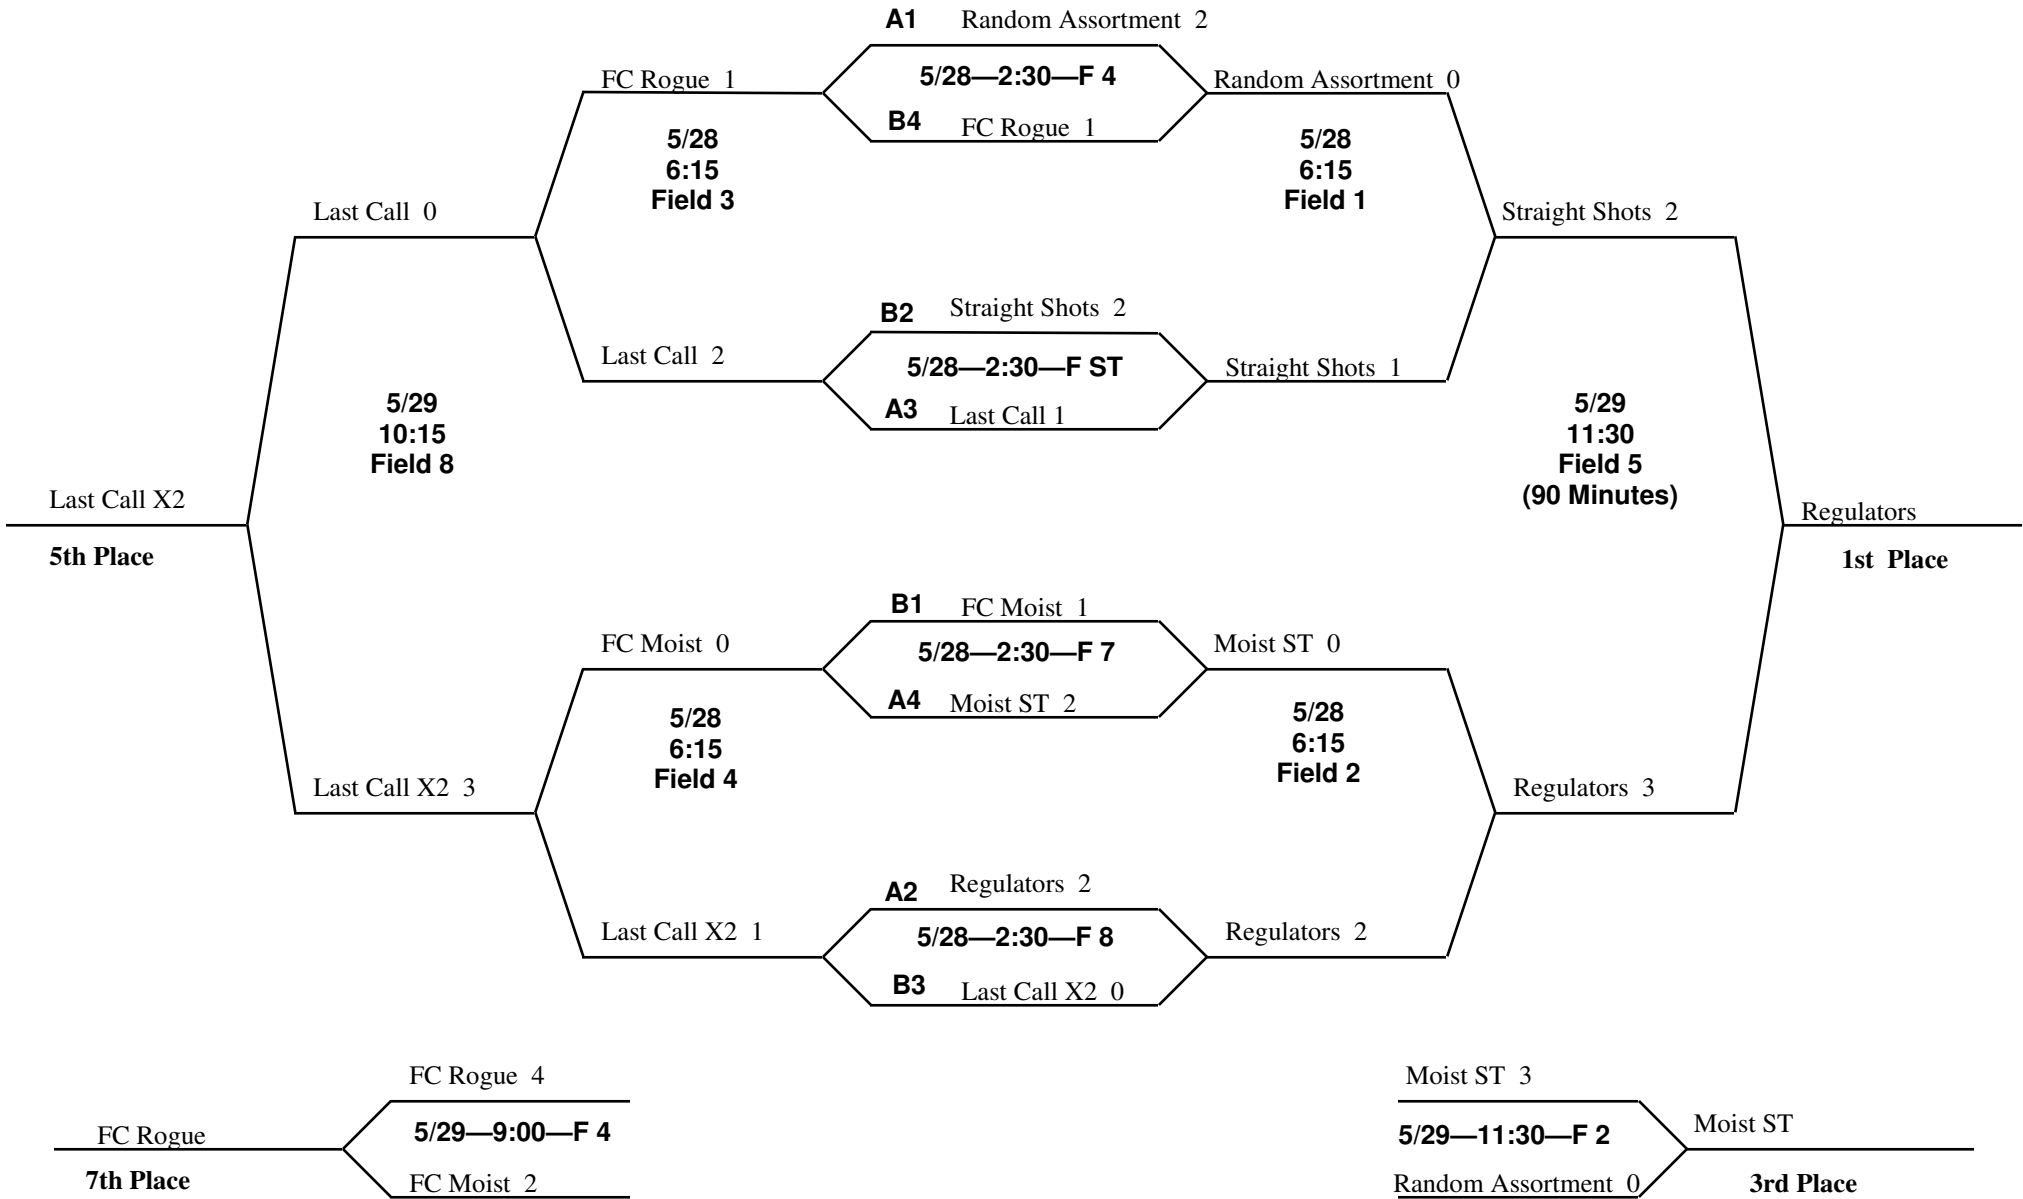 A1 Random Assortment 2
FC Rogue 1
5/28—2:30—F 4
Random Assortment 0
B4 FC Rogue 1
5/28
6:15
Field 3
5/28
6:15
Field 1
Last Call 0
Straight Shots 2
B2 Straight Shots 2
Last Call 2
5/28—2:30—F ST
Straight Shots 1
A3 Last Call 1
5/29
10:15
Field 8
5/29
11:30
Field 5
(90 Minutes)
Last Call X2
5th Place
Regulators
1st Place
B1 FC Moist 1
FC Moist 0
5/28—2:30—F 7
Moist ST 0
A4 Moist ST 2
5/28
6:15
Field 4
5/28
6:15
Field 2
Last Call X2 3
Regulators 3
A2 Regulators 2
Last Call X2 1
5/28—2:30—F 8
Regulators 2
B3 Last Call X2 0
FC Rogue 4
5/29—9:00—F 4
FC Rogue
7th Place
FC Moist 2
Moist ST 3
5/29—11:30—F 2
Moist ST
Random Assortment 0
3rd Place